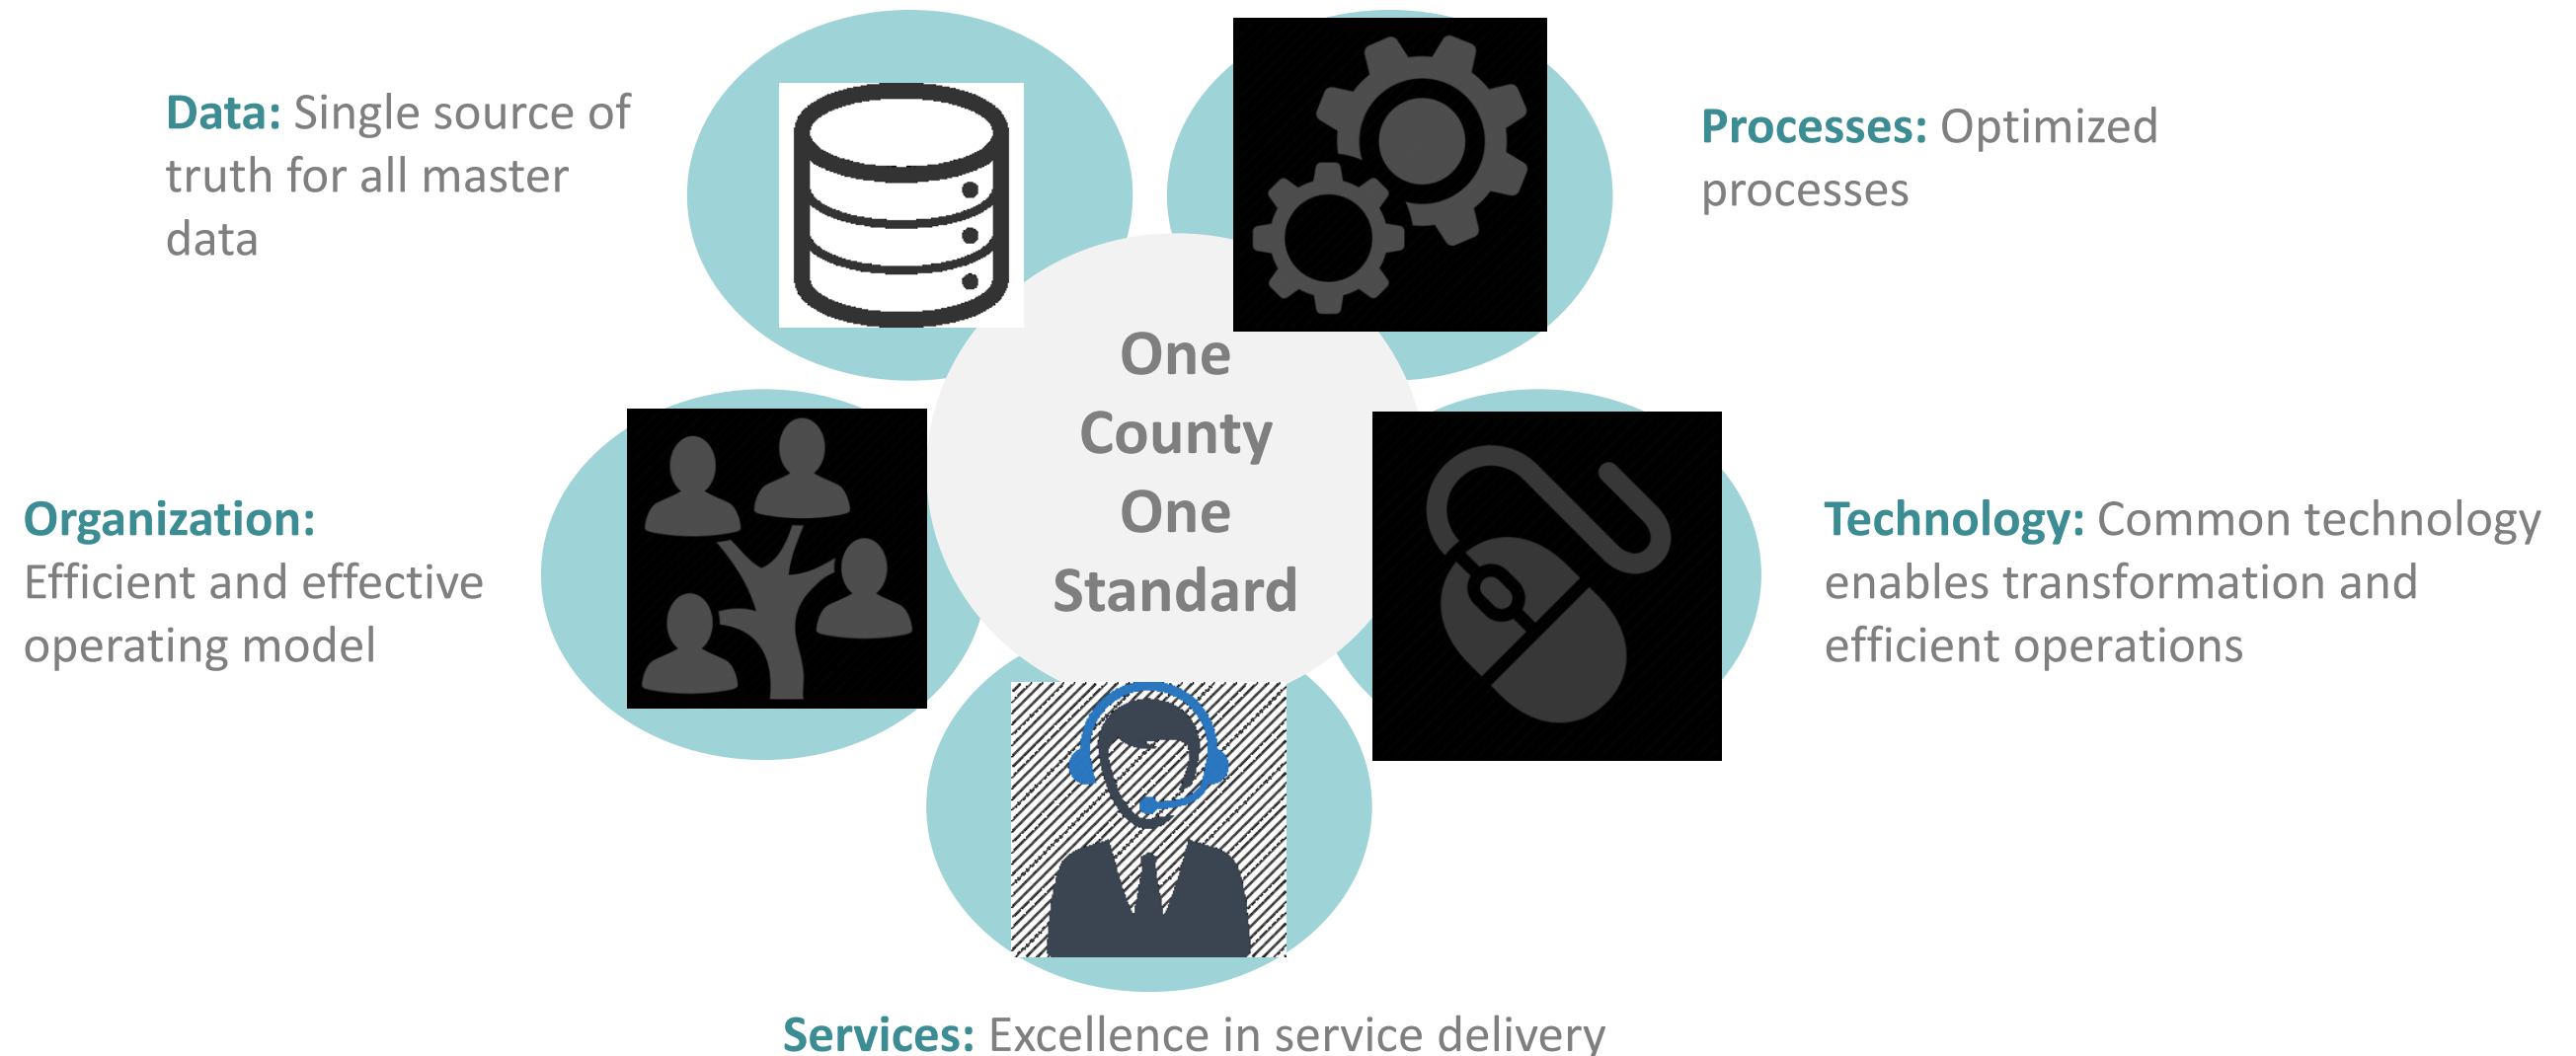 Data: Single source of
truth for all master
data
Processes: Optimized
processes
One
County
One
Standard
Organization:
Efficient and effective
operating model
Technology: Common technology
enables transformation and
efficient operations
Services: Excellence in service delivery